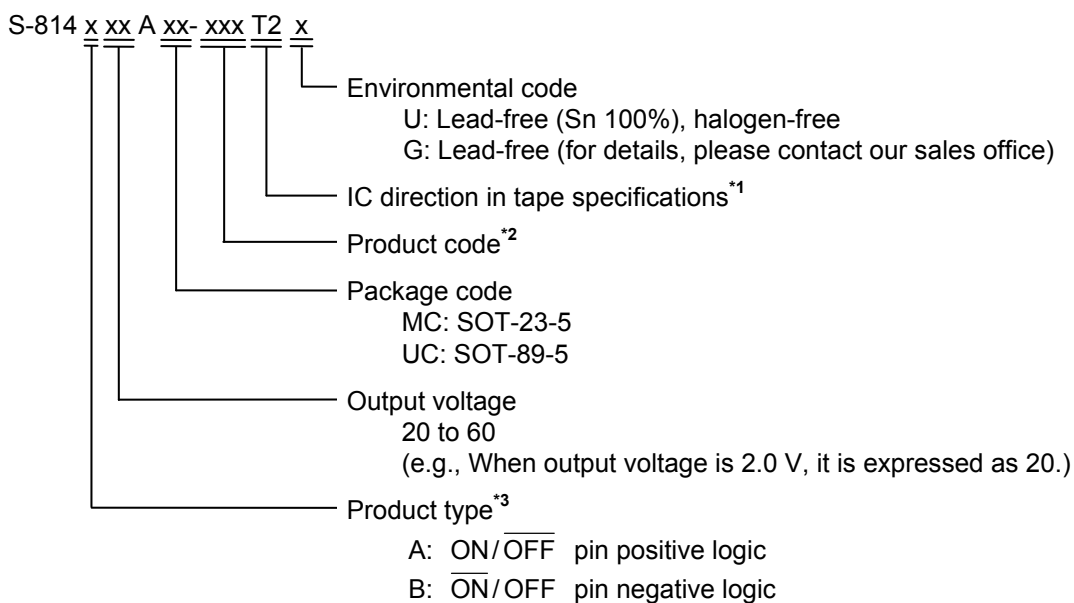 S-814 x xx A xx- xxx T2 x
Environmental code
U: Lead-free (Sn 100%), halogen-free
G: Lead-free (for details, please contact our sales office)
IC direction in tape specifications*1
Product code*2
Package code
MC: SOT-23-5
UC: SOT-89-5
Output voltage
20 to 60
(e.g., When output voltage is 2.0 V, it is expressed as 20.)
Product type*3
A: ON/O̅F̅F̅ pin positive logic
B: O̅N̅/OFF pin negative logic